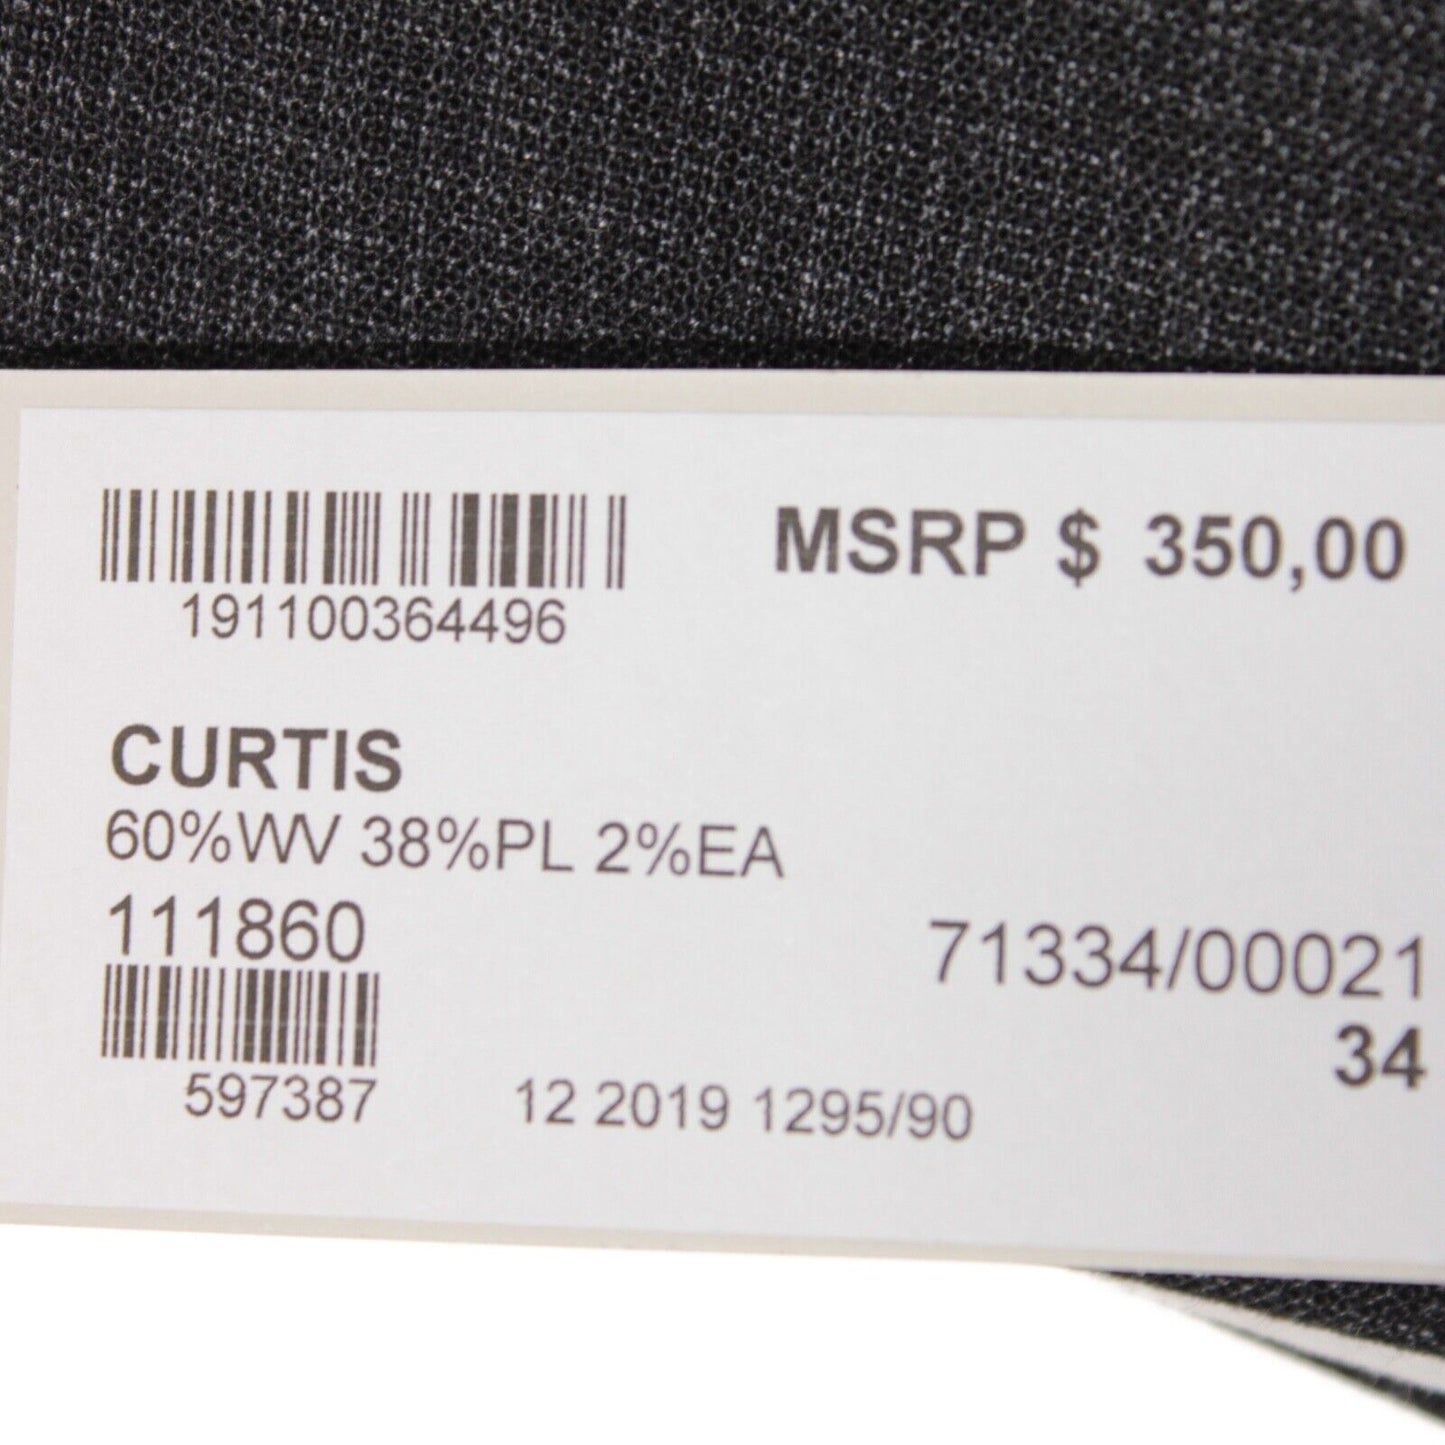 MSRP $ 350,00
191100364496
CURTIS
60%WV 38%PL 2%EA
111860
71334/00021
34
597387
12 2019 1295/90